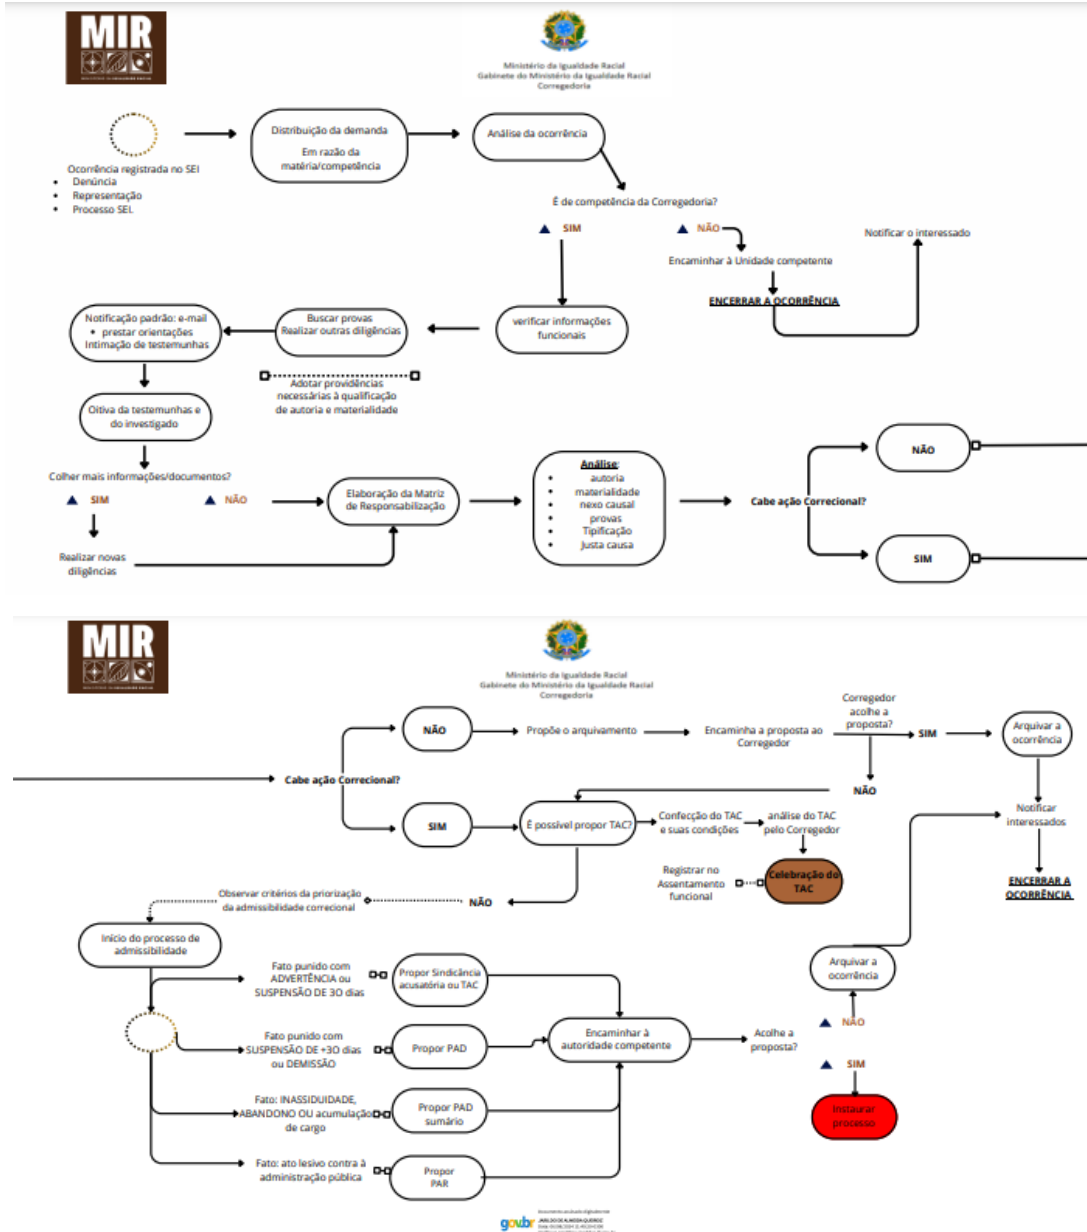 MIR
Ministério da Igualdade Racial
Gabinete do Ministério da Igualdade Racial
Corregedoria
Ocorrência registrada no SEI
• Denúncia
• Representação
• Processo SEI.
Distribuição da demanda
Em razão da
matéria/competência
Análise da ocorrência
É de competência da Corregedoria?
SIM
NÃO
Encaminhar à Unidade competente
ENCERRAR A OCORRÊNCIA
Notificar o interessado
verificar informações
funcionais
Buscar provas
Realizar outras diligências
Adotar providências
necessárias à qualificação
de autoria e materialidade
Notificação padrão: e-mail
• prestar orientações
Intimação de testemunhas
Oitiva da testemunhas e
do investigado
Colher mais informações/documentos?
SIM
NÃO
Realizar novas
diligências
Elaboração da Matriz
de Responsabilização
Análise:
• autoria
• materialidade
• nexo causal
• provas
• Tipificação
• Justa causa
Cabe ação Correcional?
NÃO
SIM
MIR
Ministério da Igualdade Racial
Gabinete do Ministério da Igualdade Racial
Corregedoria
Cabe ação Correcional?
NÃO
Propõe o arquivamento
Encaminha a proposta ao
Corregedor
Corregedor
acolhe a
proposta?
SIM
Arquivar a
ocorrência
NÃO
Notificar
interessados
ENCERRAR A
OCORRÊNCIA
SIM
É possível propor TAC?
Confecção do TAC
e suas condições
análise do TAC
pelo Corregedor
Registrar no
Assentamento
funcional
Celebração do
TAC
NÃO
Observar critérios da priorização
da admissibilidade correcional
Início do processo de
admissibilidade
Fato punido com
ADVERTÊNCIA ou
SUSPENSÃO DE 3O dias
Propor Sindicância
acusatória ou TAC
Fato punido com
SUSPENSÃO DE +3O dias
ou DEMISSÃO
Propor PAD
Fato: INASSIDUIDADE,
ABANDONO OU acumulação
de cargo
Propor PAD
sumário
Fato: ato lesivo contra à
administração pública
Propor
PAR
Encaminhar à
autoridade competente
Acolhe a
proposta?
Arquivar a
ocorrência
NÃO
SIM
Instaurar
processo
gov.br
Documento assinado digitalmente